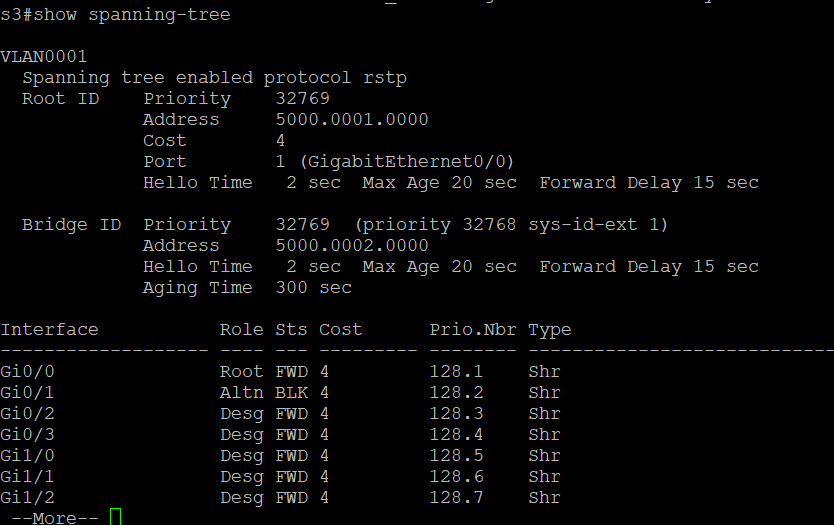 s3#show spanning-tree
VLAN0001
  Spanning tree enabled protocol rstp
  Root ID    Priority    32769
             Address     5000.0001.0000
             Cost        4
             Port        1 (GigabitEthernet0/0)
             Hello Time   2 sec  Max Age 20 sec  Forward Delay 15 sec
  Bridge ID  Priority    32769  (priority 32768 sys-id-ext 1)
             Address     5000.0002.0000
             Hello Time   2 sec  Max Age 20 sec  Forward Delay 15 sec
             Aging Time  300 sec
Interface           Role Sts Cost      Prio.Nbr Type
------------------- ---- --- --------- -------- ----------------------------
Gi0/0               Root FWD 4         128.1    Shr
Gi0/1               Altn BLK 4         128.2    Shr
Gi0/2               Desg FWD 4         128.3    Shr
Gi0/3               Desg FWD 4         128.4    Shr
Gi1/0               Desg FWD 4         128.5    Shr
Gi1/1               Desg FWD 4         128.6    Shr
Gi1/2               Desg FWD 4         128.7    Shr
 --More--